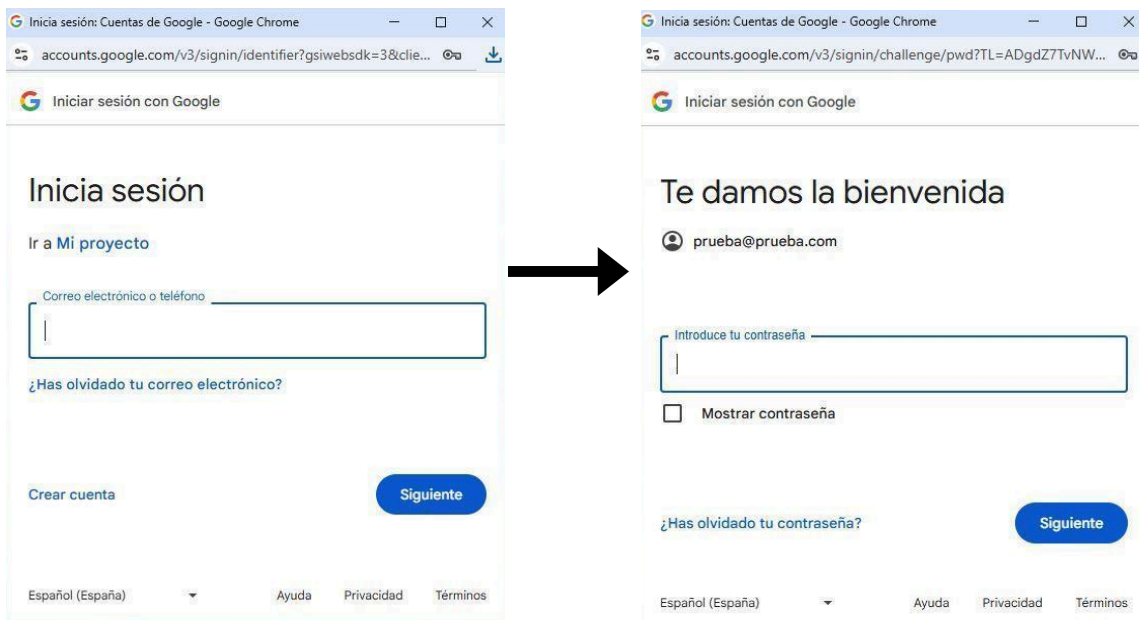 Inicia sesión: Cuentas de Google - Google Chrome
accounts.google.com/v3/signin/identifier?gsiwebsdk=3&clie...
Iniciar sesión con Google
Inicia sesión
Ir a Mi proyecto
Correo electrónico o teléfono
¿Has olvidado tu correo electrónico?
Crear cuenta
Siguiente
Español (España)
Ayuda
Privacidad
Términos
Inicia sesión: Cuentas de Google - Google Chrome
accounts.google.com/v3/signin/challenge/pwd?TL=ADgdZ7TvNW...
Iniciar sesión con Google
Te damos la bienvenida
prueba@prueba.com
Introduce tu contraseña
Mostrar contraseña
¿Has olvidado tu contraseña?
Siguiente
Español (España)
Ayuda
Privacidad
Términos